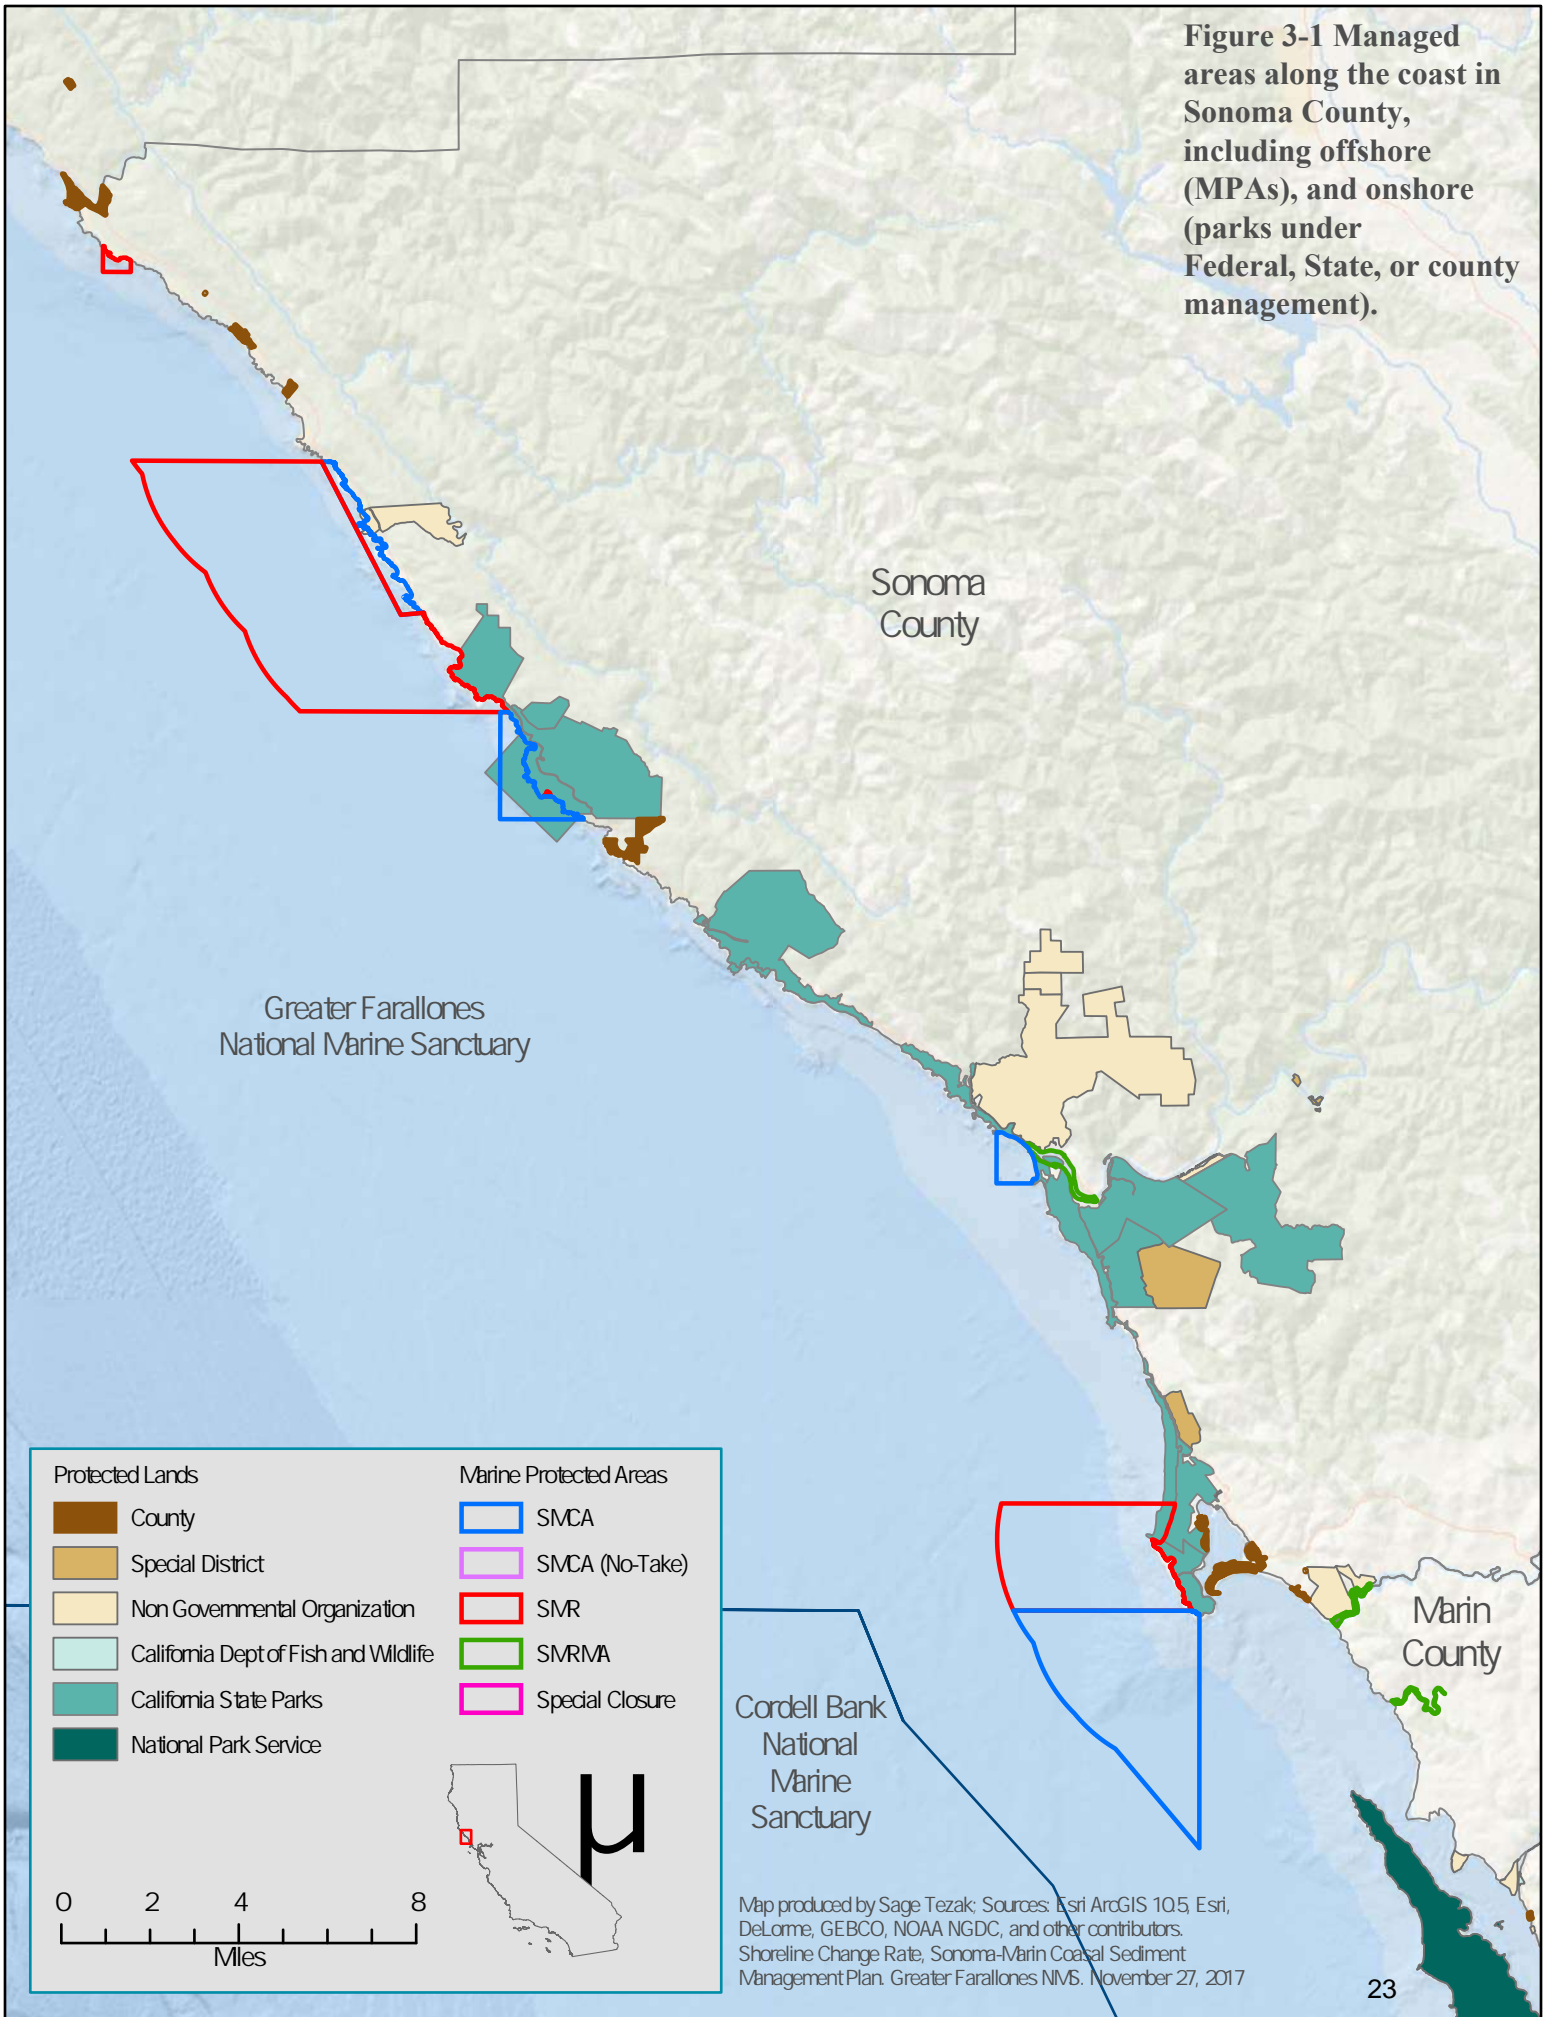 Figure 3-1 Managed
areas along the coast in
Sonoma County,
including offshore
(MPAs), and onshore
(parks under
Federal, State, or county
management).
Sonoma
County
Greater Farallones
National Marine Sanctuary
Marin
County
Cordell Bank
National
Marine
Sanctuary
Protected Lands
County
Special District
Non Governmental Organization
California Dept of Fish and Wildlife
California State Parks
National Park Service
Marine Protected Areas
SMCA
SMCA (No-Take)
SMR
SMRMA
Special Closure
µ
0 2 4 8
Miles
Map produced by Sage Tezak; Sources: Esri ArcGIS 10.5, Esri,
DeLorme, GEBCO, NOAA NGDC, and other contributors.
Shoreline Change Rate, Sonoma-Marin Coasal Sediment
Management Plan. Greater Farallones NMS. November 27, 2017
23